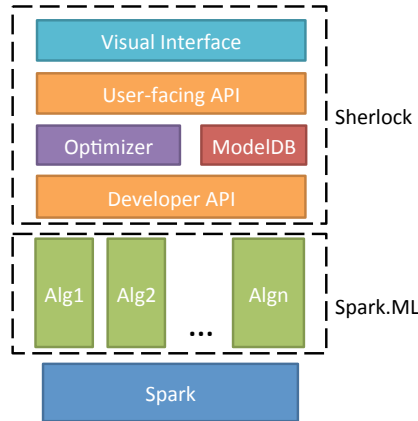 Visual Interface
User-facing API
Sherlock
Optimizer
ModelDB
Developer API
Alg1
Alg2
...
Algn
Spark.ML
Spark